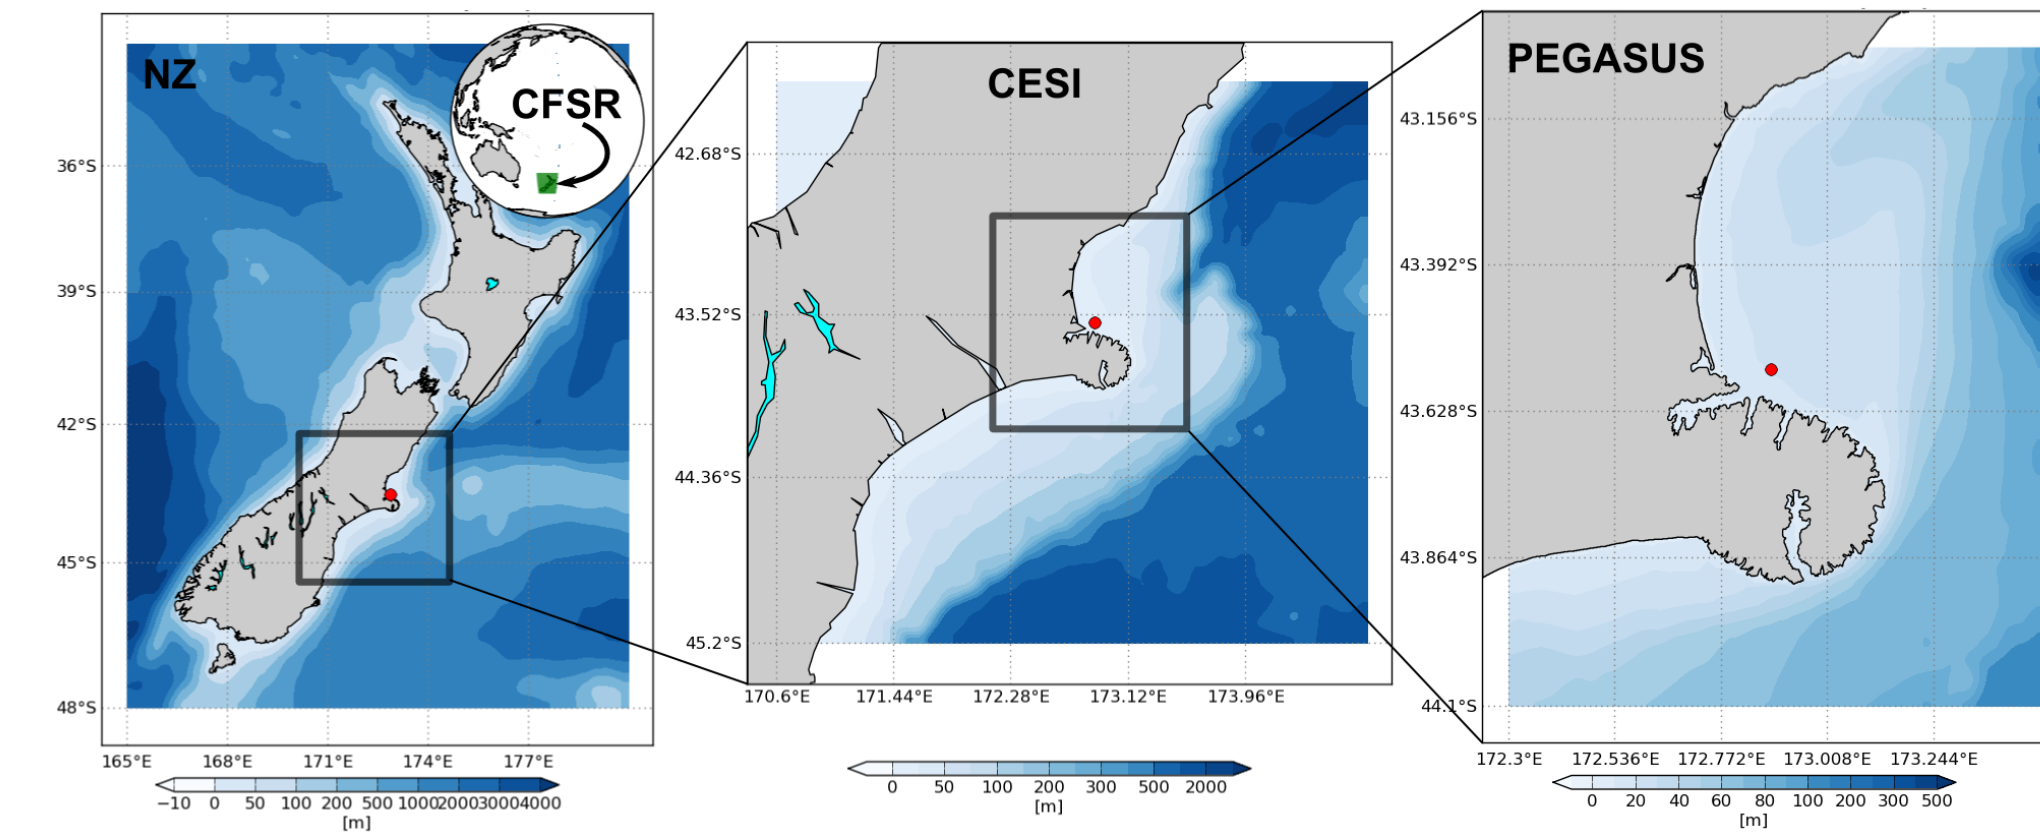 NZ
CFSR
36°S
39°S
42°S
45°S
48°S
165°E 168°E 171°E 174°E 177°E
−10 0 50 100 200 500 1000 2000 3000 4000
[m]
CESI
42.68°S
43.52°S
44.36°S
45.2°S
170.6°E 171.44°E 172.28°E 173.12°E 173.96°E
0 50 100 200 300 500 2000
[m]
PEGASUS
43.156°S
43.392°S
43.628°S
43.864°S
44.1°S
172.3°E 172.536°E 172.772°E 173.008°E 173.244°E
0 20 40 60 80 100 200 300 500
[m]